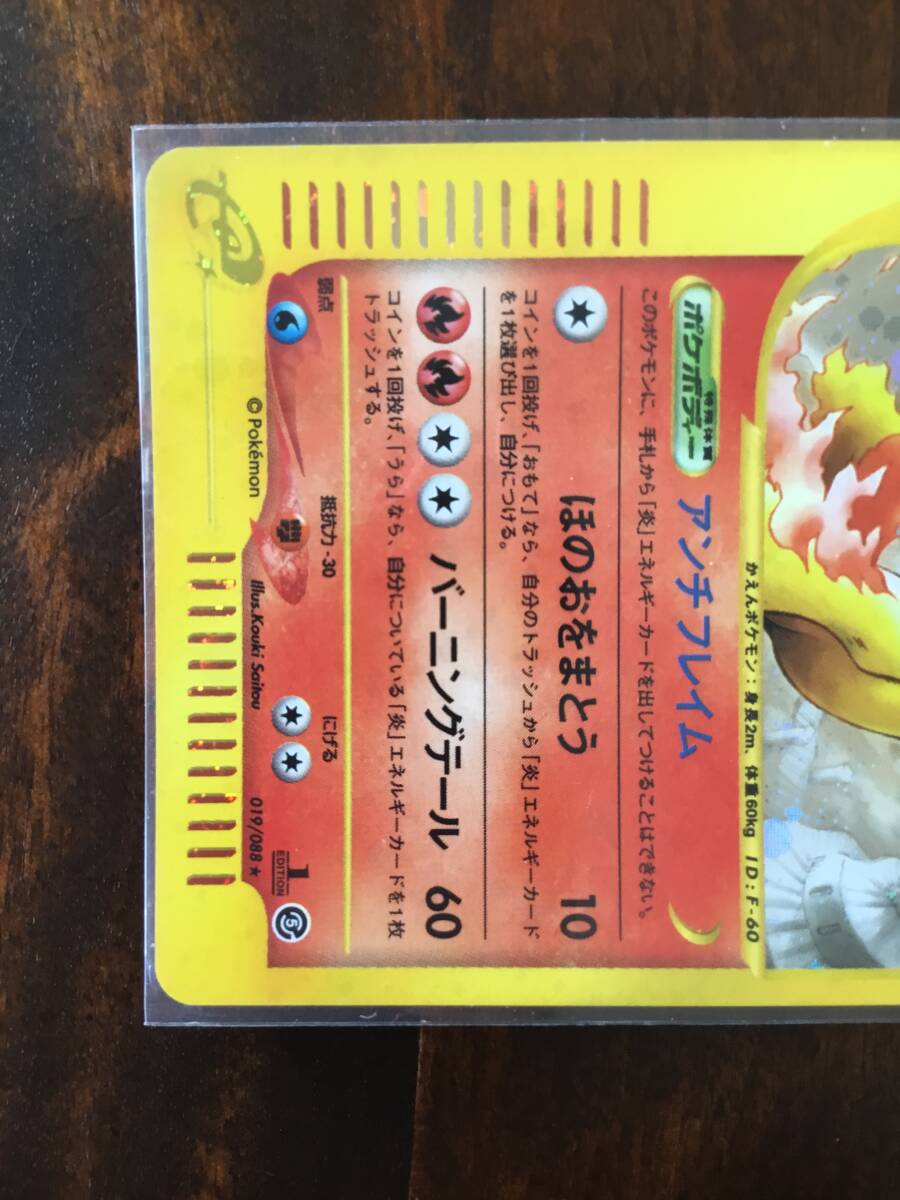 かえんポケモン：身長2m、体重60kg ID:F-60
特殊体質
ポケボディー
アンチフレイム
このポケモンに、手札から「炎」エネルギーカードを出してつけることはできない。
ほのおをまとう 10
コインを1回投げ、「おもて」なら、自分のトラッシュから「炎」エネルギーカード
を1枚選び出し、自分につける。
バーニングテール 60
コインを1回投げ、「うら」なら、自分についている「炎」エネルギーカードを1枚
トラッシュする。
弱点
抵抗力-30
にげる
1
EDITION
5
©Pokémon
Illus.Kouki Saitou
019/088★
e